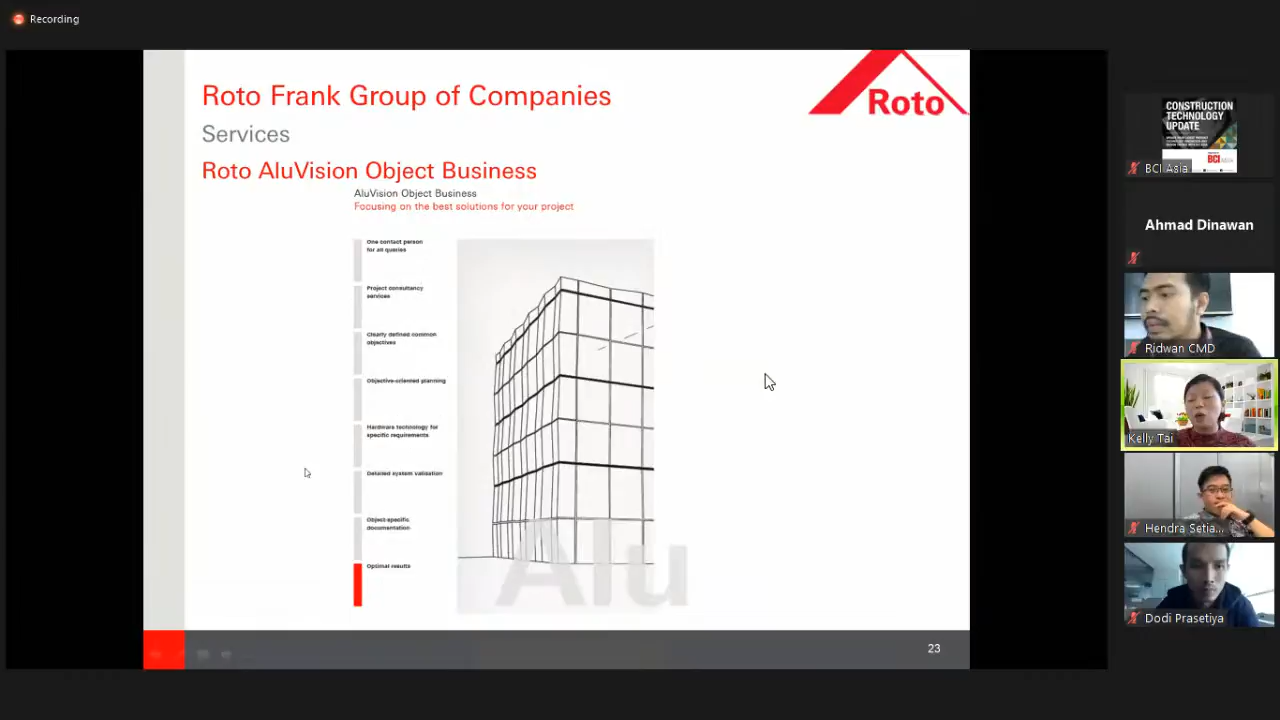 Recording
Roto Frank Group of Companies
Services
Roto AluVision Object Business
AluVision Object Business
Focusing on the best solutions for your project
Roto
One contact person
for all queries
Project consultancy
services
Clearly defined common
objectives
Objective-oriented planning
Hardware technology for
specific requirements
Detailed system validation
Object-specific
documentation
Optimal results
Alu
23
CONSTRUCTION
TECHNOLOGY
UPDATE
BCI
BCI Asia
Ahmad Dinawan
Ridwan CMD
Kelly Tai
Hendra Setia...
Dodi Prasetiya